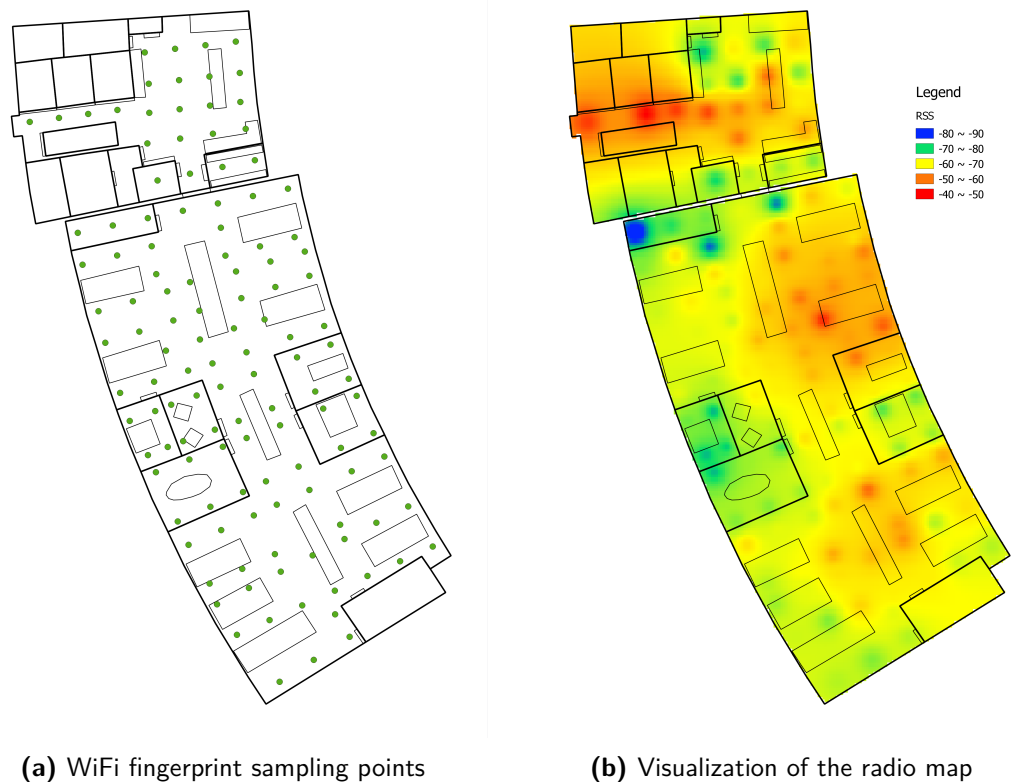 Legend
RSS
-80 ~ -90
-70 ~ -80
-60 ~ -70
-50 ~ -60
-40 ~ -50
(a) WiFi fingerprint sampling points
(b) Visualization of the radio map